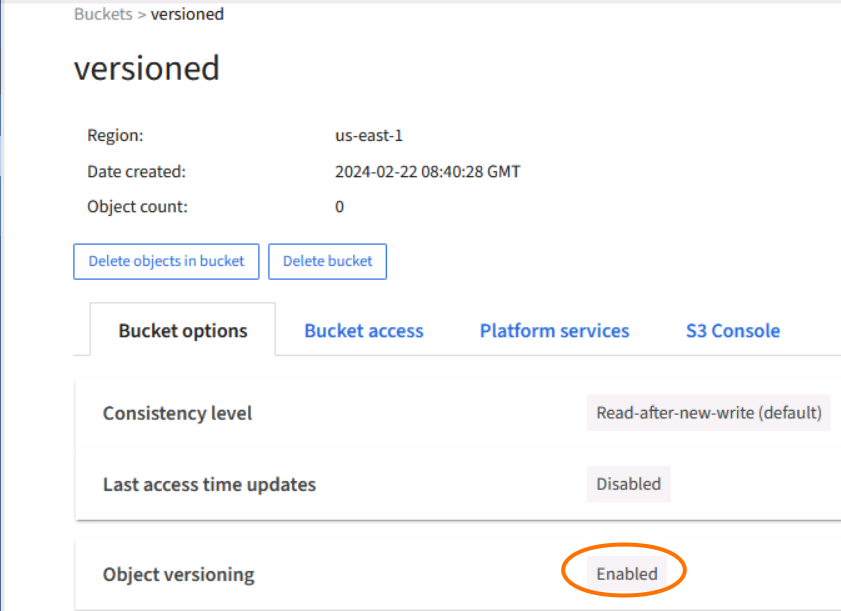 Buckets > versioned
versioned
Region: us-east-1
Date created: 2024-02-22 08:40:28 GMT
Object count: 0
Delete objects in bucket Delete bucket
Bucket options Bucket access Platform services S3 Console
Consistency level Read-after-new-write (default)
Last access time updates Disabled
Object versioning Enabled